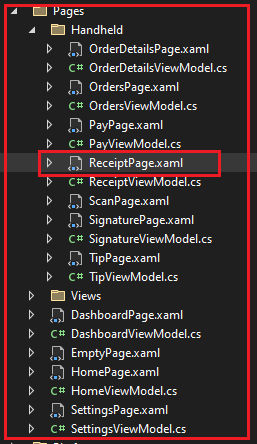 Pages
Handheld
OrderDetailsPage.xaml
C# OrderDetailsViewModel.cs
OrdersPage.xaml
C# OrdersViewModel.cs
PayPage.xaml
C# PayViewModel.cs
ReceiptPage.xaml
C# ReceiptViewModel.cs
ScanPage.xaml
SignaturePage.xaml
C# SignatureViewModel.cs
TipPage.xaml
C# TipViewModel.cs
Views
DashboardPage.xaml
C# DashboardViewModel.cs
EmptyPage.xaml
HomePage.xaml
C# HomeViewModel.cs
SettingsPage.xaml
C# SettingsViewModel.cs